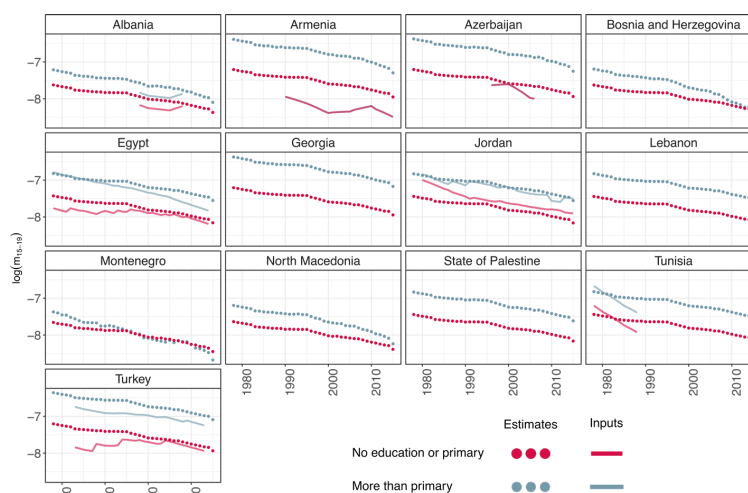 Albania Armenia Azerbaijan Bosnia and Herzegovina
-7
-8
Egypt Georgia Jordan Lebanon
-7
-8
log(m15-19)
Montenegro North Macedonia State of Palestine Tunisia
-7
-8
1980 1990 2000 2010 1980 1990 2000 2010 1980 1990 2000 2010
Turkey
-7
-8
Estimates Inputs
No education or primary
More than primary